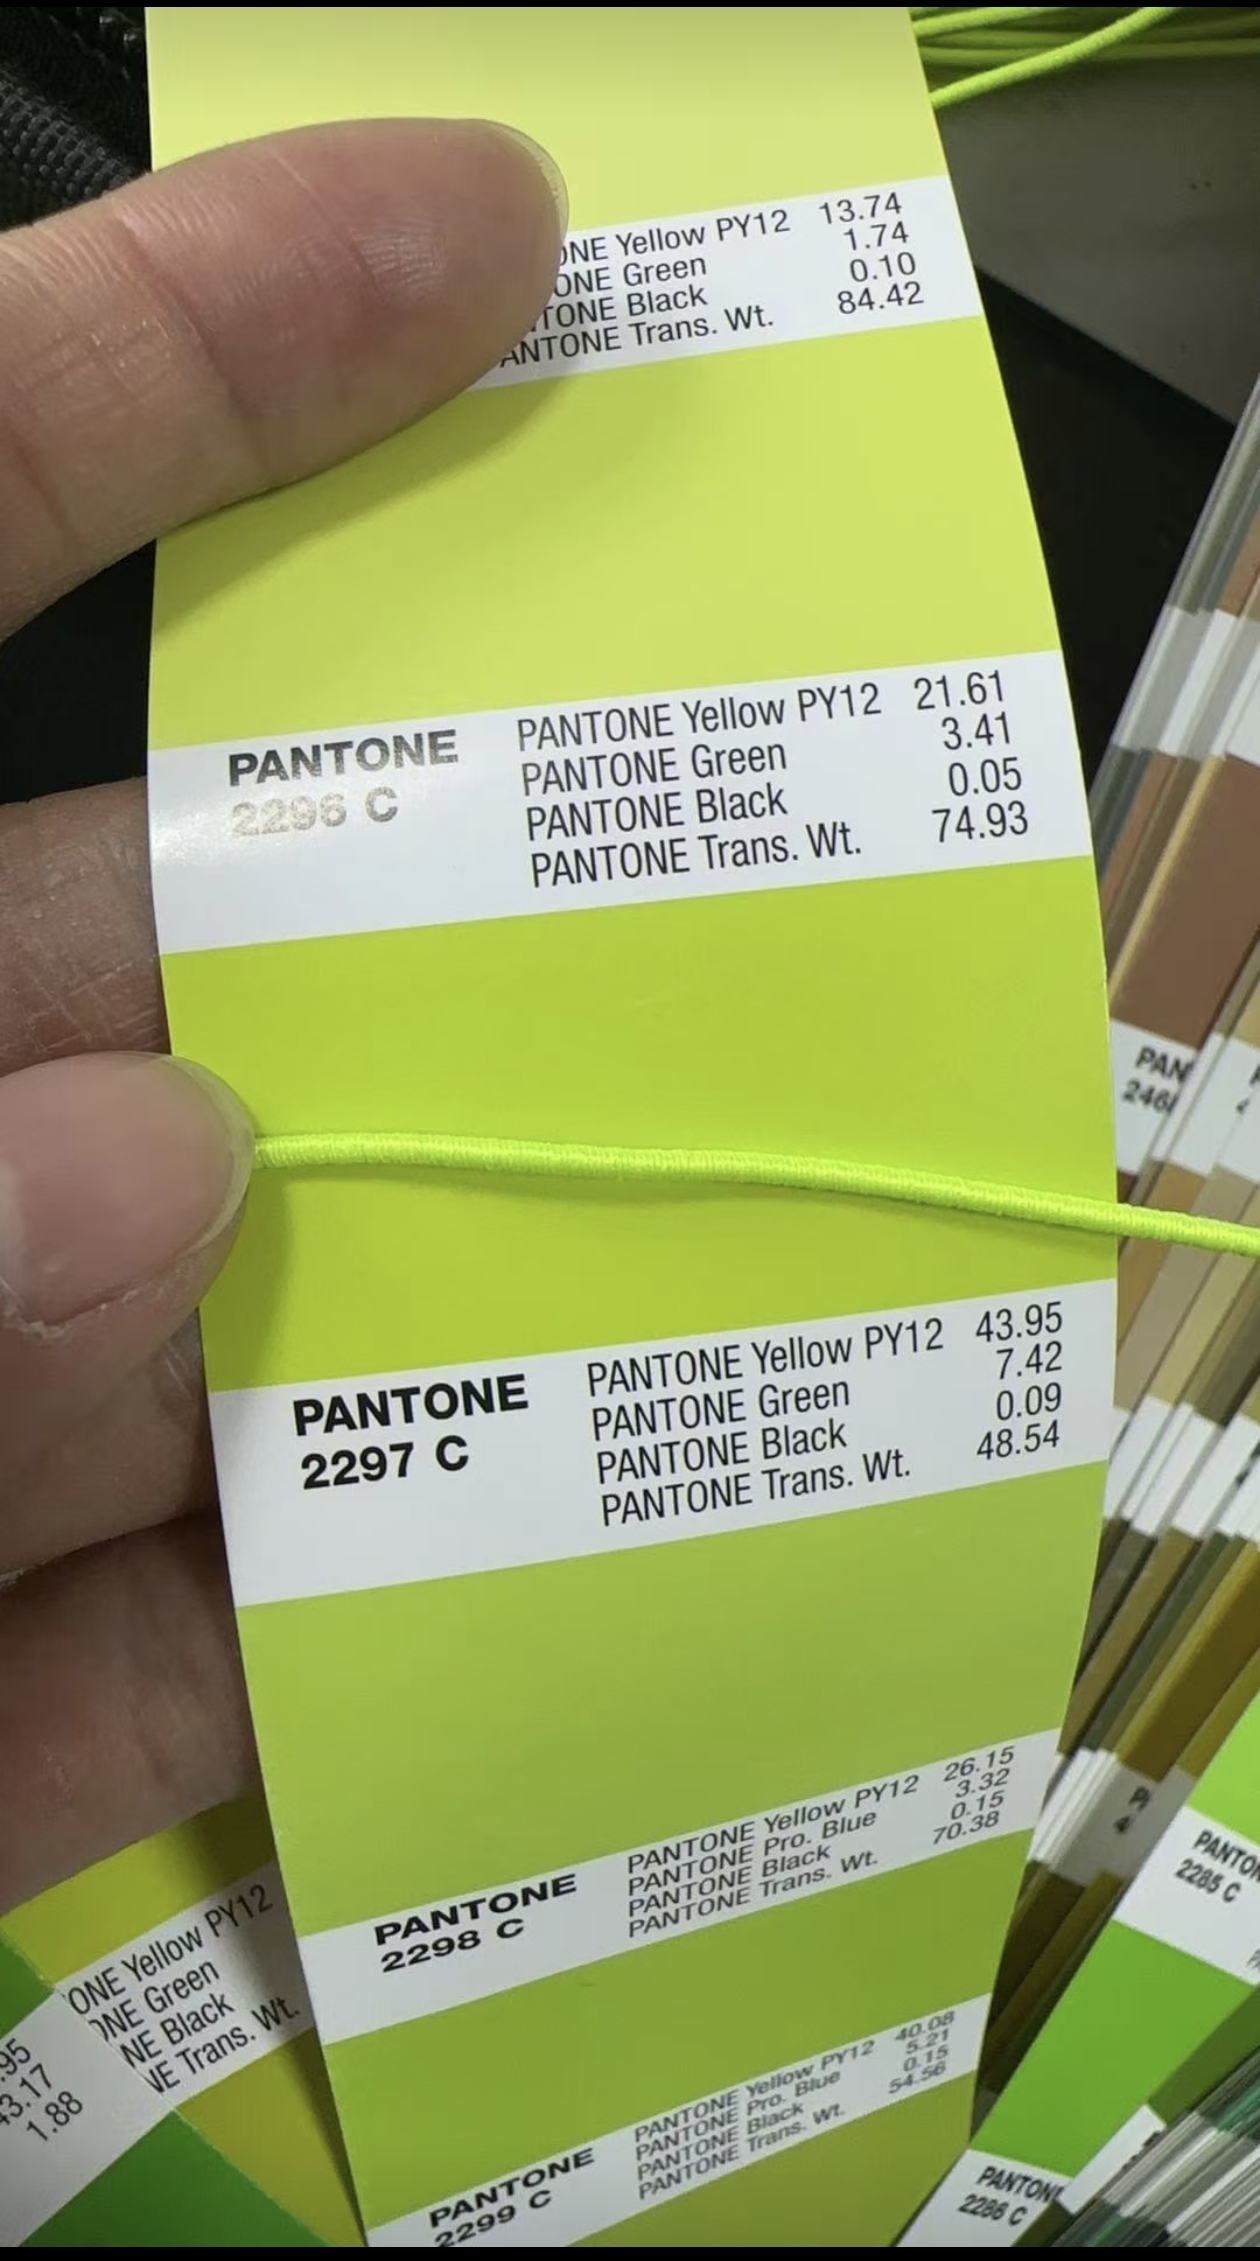 ONE Yellow PY12 13.74
ONE Green 1.74
TONE Black 0.10
ANTONE Trans. Wt. 84.42
PANTONE
2296 C
PANTONE Yellow PY12 21.61
PANTONE Green 3.41
PANTONE Black 0.05
PANTONE Trans. Wt. 74.93
PANTONE
2297 C
PANTONE Yellow PY12 43.95
PANTONE Green 7.42
PANTONE Black 0.09
PANTONE Trans. Wt. 48.54
PANTONE
2298 C
PANTONE Yellow PY12 26.15
PANTONE Pro. Blue 3.32
PANTONE Black 0.15
PANTONE Trans. Wt. 70.38
PANTONE
2299 C
PANTONE Yellow PY12 40.08
PANTONE Pro. Blue 5.21
PANTONE Black 0.15
PANTONE Trans. Wt. 54.56
ONE Yellow PY12
ONE Green
NE Black
NE Trans. Wt.
.95
3.17
1.88
PAN
246
PANTON
2285 C
PANTON
2286 C